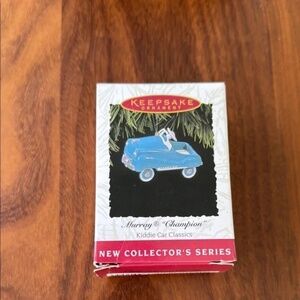 KEEPSAKE
ORNAMENT
Murray® "Champion"
Kiddie Car Classics
NEW COLLECTOR'S SERIES